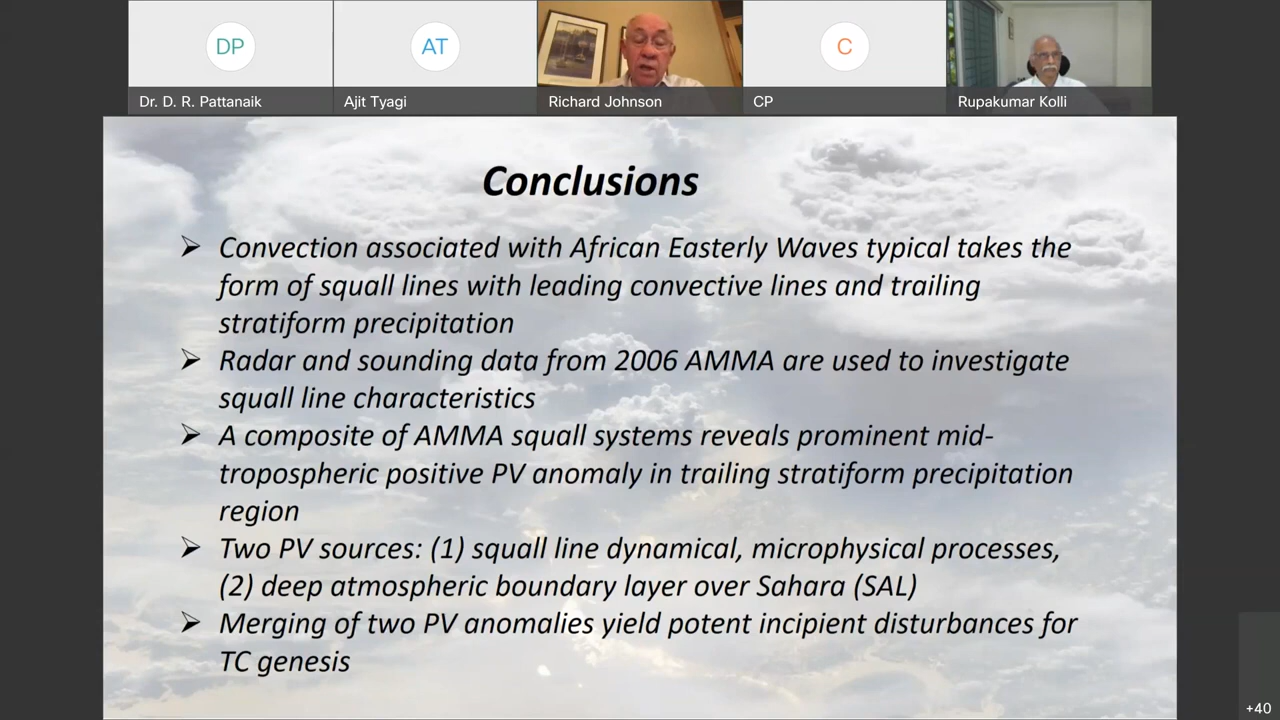 DP
AT
C
Dr. D. R. Pattanaik
Ajit Tyagi
Richard Johnson
CP
Rupakumar Kolli
Conclusions
➢ Convection associated with African Easterly Waves typical takes the
form of squall lines with leading convective lines and trailing
stratiform precipitation
➢ Radar and sounding data from 2006 AMMA are used to investigate
squall line characteristics
➢ A composite of AMMA squall systems reveals prominent mid-
tropospheric positive PV anomaly in trailing stratiform precipitation
region
➢ Two PV sources: (1) squall line dynamical, microphysical processes,
(2) deep atmospheric boundary layer over Sahara (SAL)
➢ Merging of two PV anomalies yield potent incipient disturbances for
TC genesis
+40